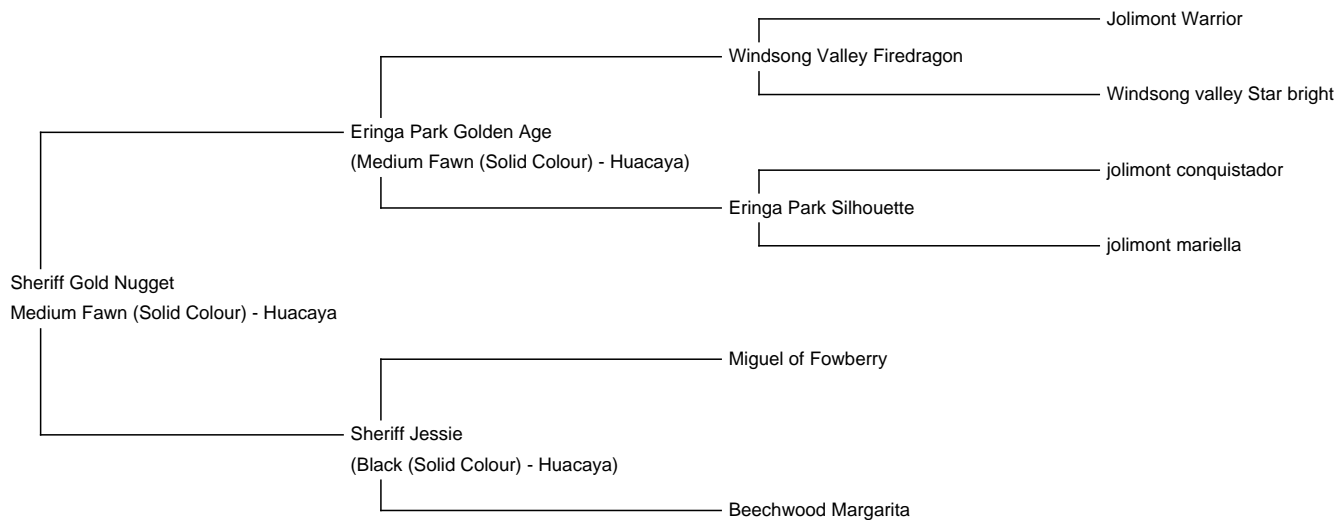 Jolimont Warrior
Windsong Valley Firedragon
Windsong valley Star bright
Eringa Park Golden Age
(Medium Fawn (Solid Colour) - Huacaya)
jolimont conquistador
Eringa Park Silhouette
jolimont mariella
Sheriff Gold Nugget
Medium Fawn (Solid Colour) - Huacaya
Miguel of Fowberry
Sheriff Jessie
(Black (Solid Colour) - Huacaya)
Beechwood Margarita